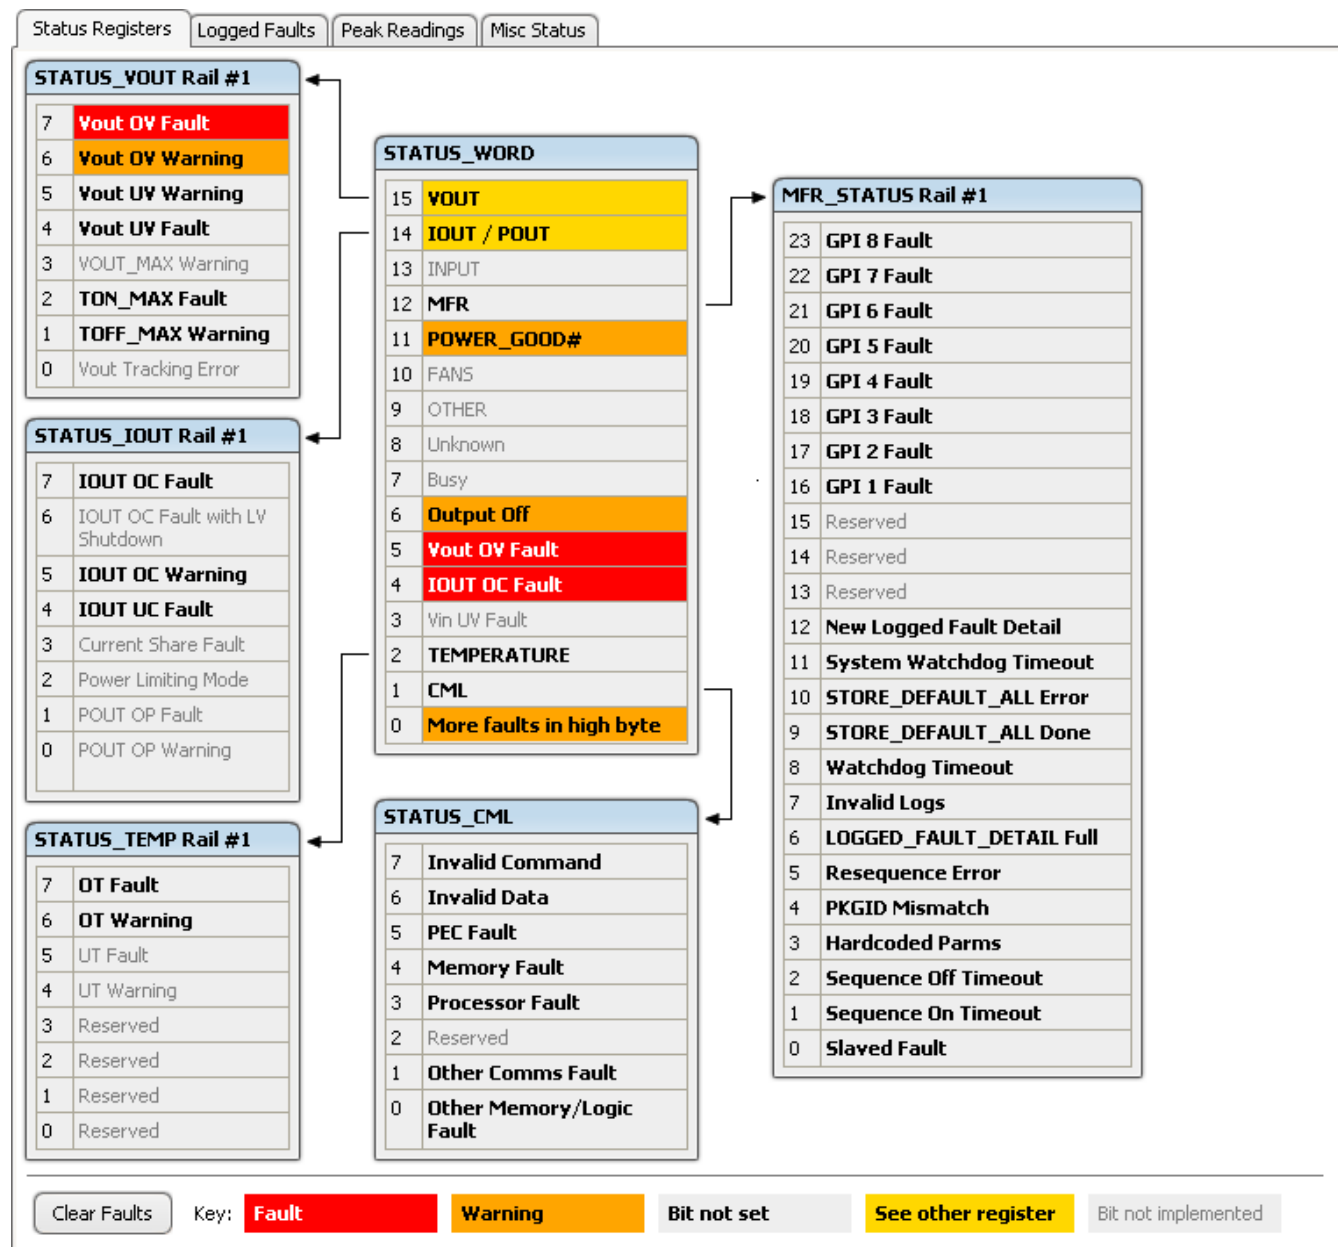 Status Registers Logged Faults Peak Readings Misc Status
STATUS_VOUT Rail #1
7 Vout OV Fault
6 Vout OV Warning
5 Vout UV Warning
4 Vout UV Fault
3 VOUT_MAX Warning
2 TON_MAX Fault
1 TOFF_MAX Warning
0 Vout Tracking Error
STATUS_IOUT Rail #1
7 IOUT OC Fault
6 IOUT OC Fault with LV
Shutdown
5 IOUT OC Warning
4 IOUT UC Fault
3 Current Share Fault
2 Power Limiting Mode
1 POUT OP Fault
0 POUT OP Warning
STATUS_TEMP Rail #1
7 OT Fault
6 OT Warning
5 UT Fault
4 UT Warning
3 Reserved
2 Reserved
1 Reserved
0 Reserved
STATUS_WORD
15 VOUT
14 IOUT / POUT
13 INPUT
12 MFR
11 POWER_GOOD#
10 FANS
9 OTHER
8 Unknown
7 Busy
6 Output Off
5 Vout OV Fault
4 IOUT OC Fault
3 Vin UV Fault
2 TEMPERATURE
1 CML
0 More faults in high byte
STATUS_CML
7 Invalid Command
6 Invalid Data
5 PEC Fault
4 Memory Fault
3 Processor Fault
2 Reserved
1 Other Comms Fault
0 Other Memory/Logic
Fault
MFR_STATUS Rail #1
23 GPI 8 Fault
22 GPI 7 Fault
21 GPI 6 Fault
20 GPI 5 Fault
19 GPI 4 Fault
18 GPI 3 Fault
17 GPI 2 Fault
16 GPI 1 Fault
15 Reserved
14 Reserved
13 Reserved
12 New Logged Fault Detail
11 System Watchdog Timeout
10 STORE_DEFAULT_ALL Error
9 STORE_DEFAULT_ALL Done
8 Watchdog Timeout
7 Invalid Logs
6 LOGGED_FAULT_DETAIL Full
5 Resequence Error
4 PKGID Mismatch
3 Hardcoded Parms
2 Sequence Off Timeout
1 Sequence On Timeout
0 Slaved Fault
Clear Faults Key: Fault Warning Bit not set See other register Bit not implemented